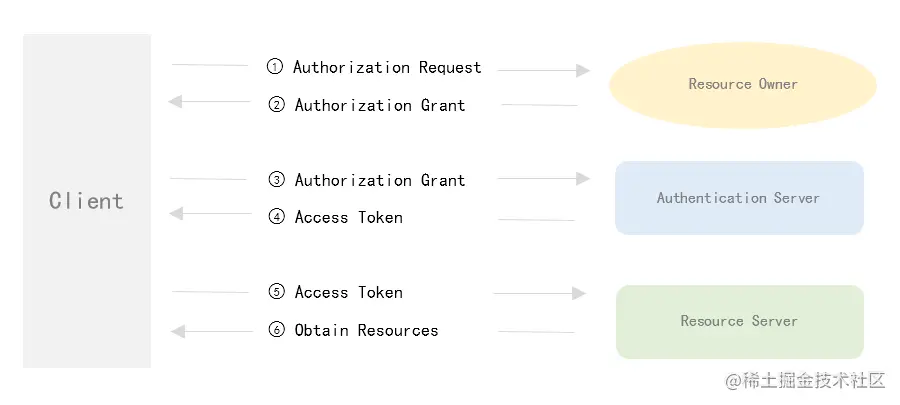 ① Authorization Request
Resource Owner
② Authorization Grant
Client
③ Authorization Grant
Authentication Server
④ Access Token
⑤ Access Token
Resource Server
⑥ Obtain Resources
@稀土掘金技术社区